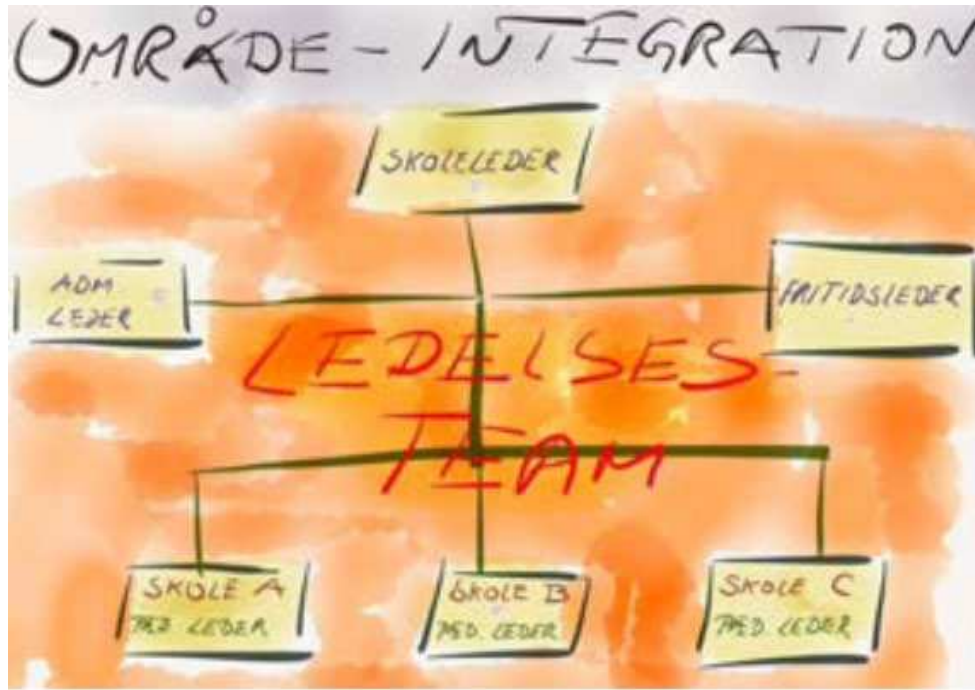 OMRÅDE - INTEGRATION
SKOLELEDER
ADM
LEDER
FRITIDSLEDER
LEDELSES-
TEAM
SKOLE A
PÆD LEDER
SKOLE B
PÆD. LEDER
SKOLE C
PÆD. LEDER